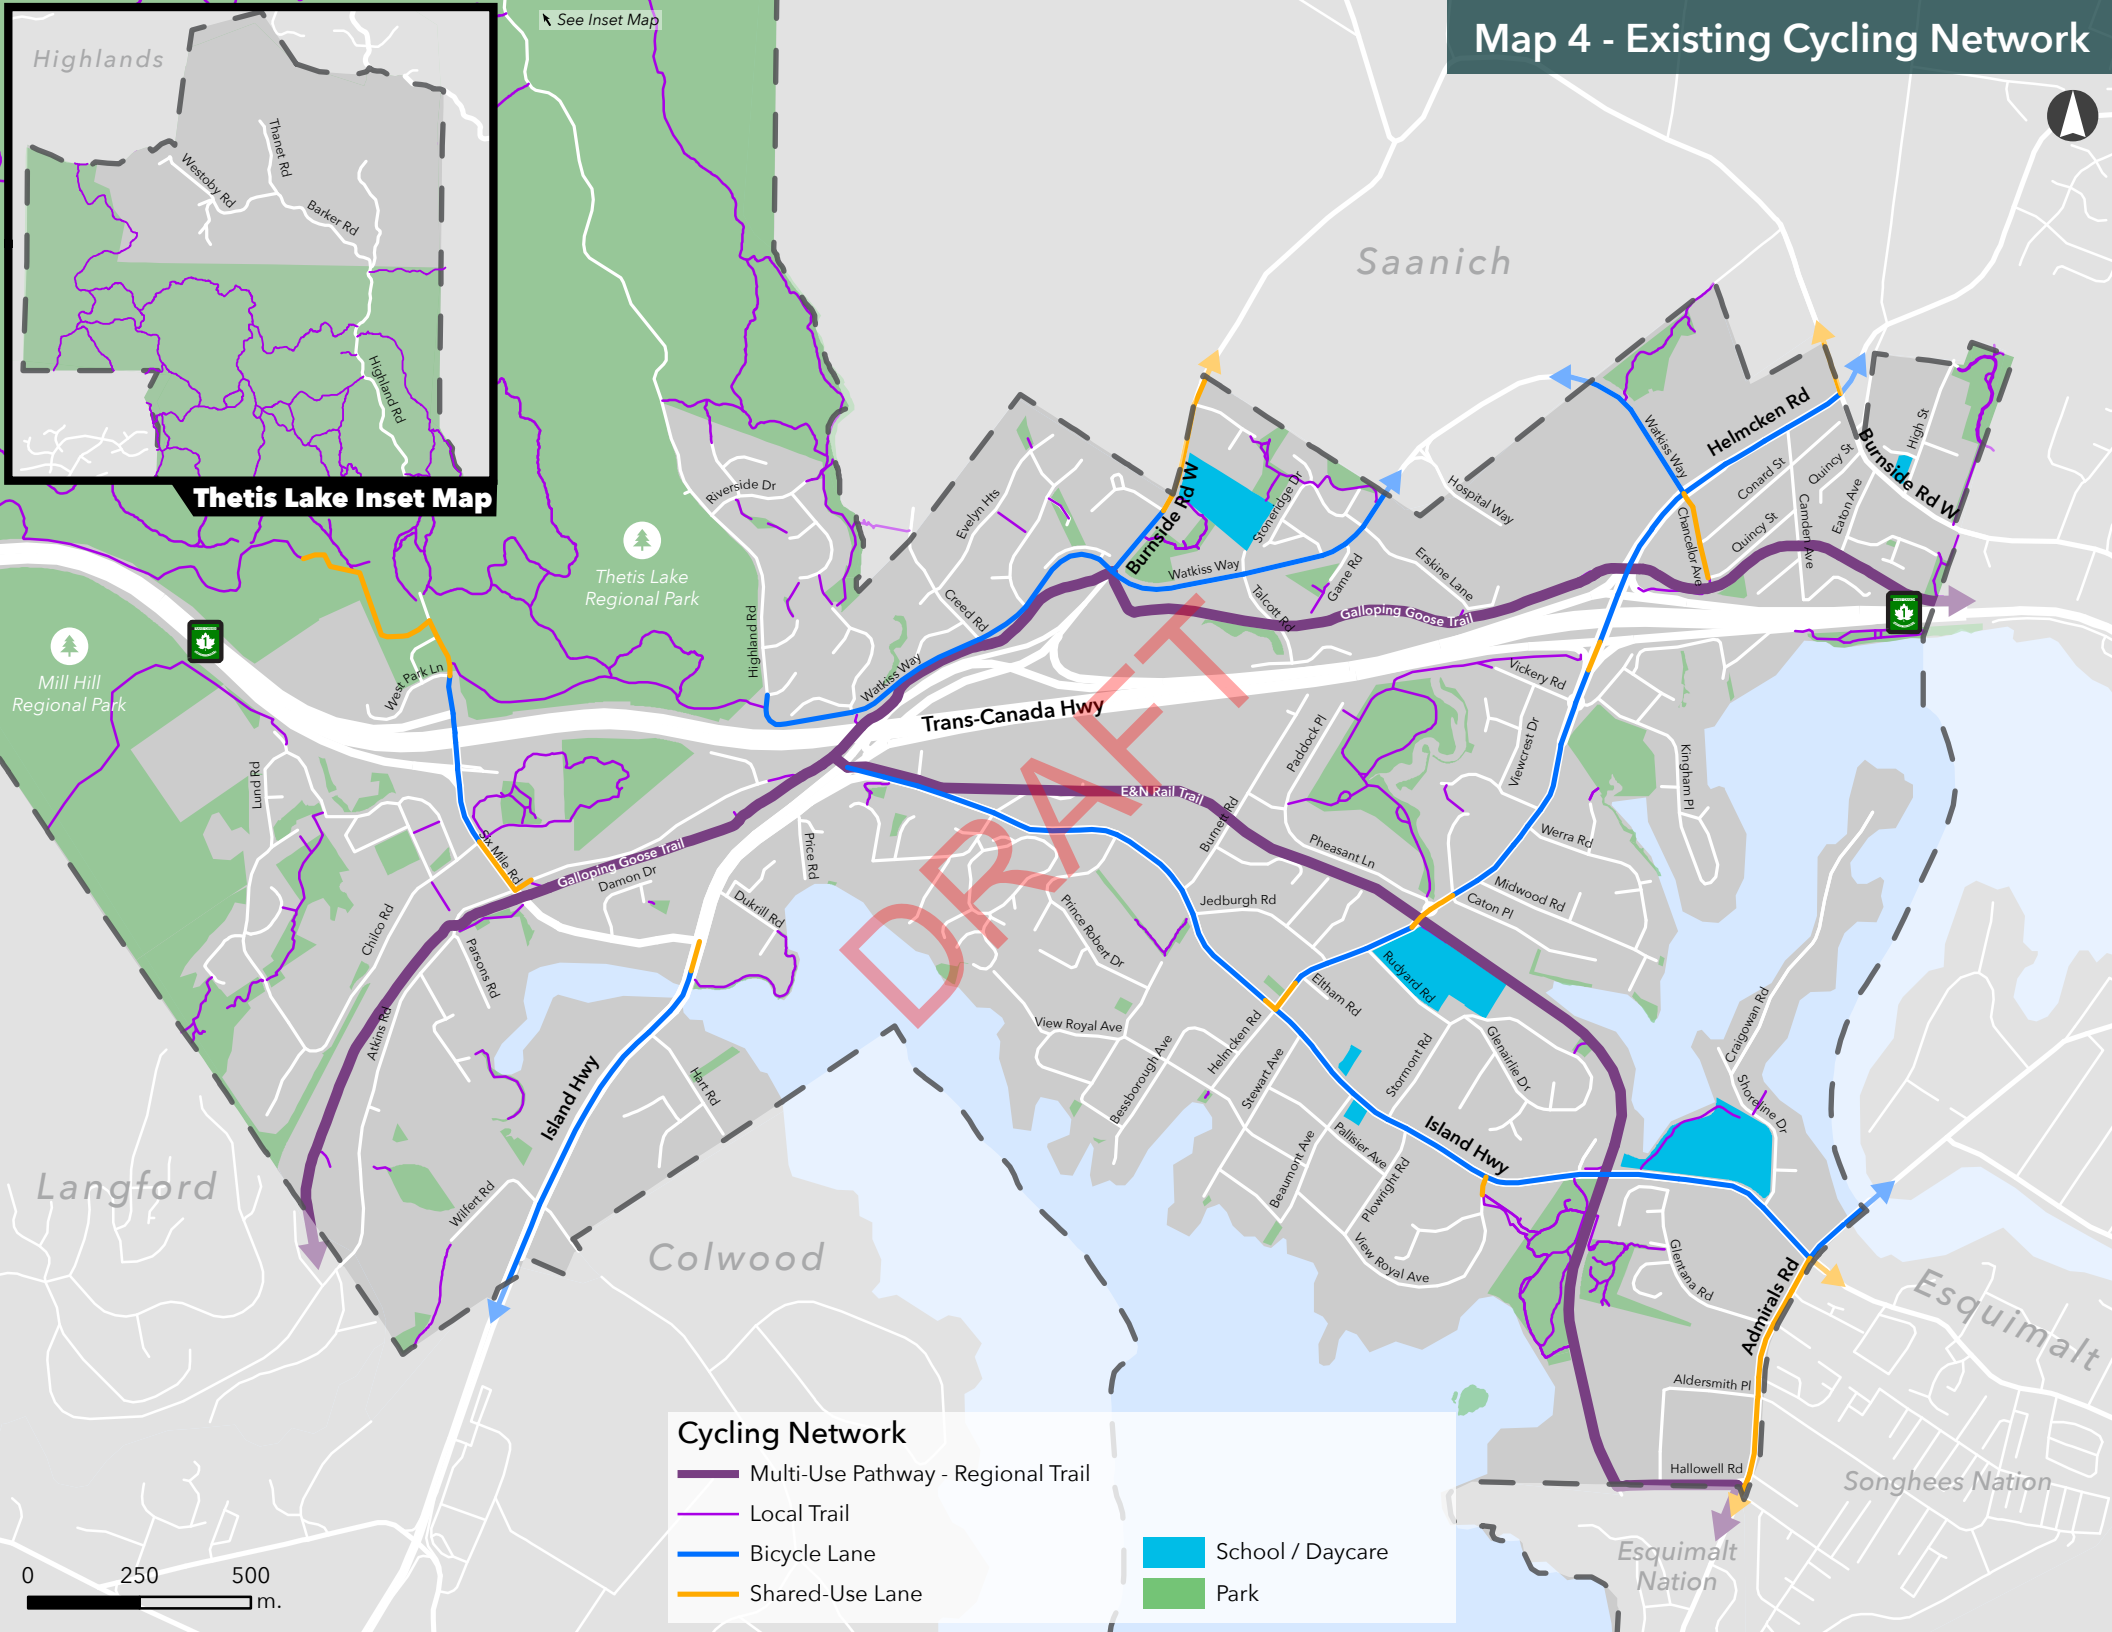 Map 4 - Existing Cycling Network
See Inset Map
Highlands
Thanet Rd
Westoby Rd
Barker Rd
Highland Rd
Thetis Lake Inset Map
Saanich
Riverside Dr
Evelyn Hts
Burnside Rd W
Stoneridge Dr
Hospital Way
Watkiss Way
Helmcken Rd
Conard St
Quincy St
High St
Burnside Rd W
Eaton Ave
Camden Ave
Quincy St
Chancellor Ave
Thetis Lake
Regional Park
Mill Hill
Regional Park
1
West Park Ln
Highland Rd
Creed Rd
Watkiss Way
Watkiss Way
Talcott Rd
Game Rd
Erskine Lane
Galloping Goose Trail
1
Trans-Canada Hwy
Vickery Rd
Paddock Pl
Viewcrest Dr
Kingham Pl
Lund Rd
E&N Rail Trail
Burnett Rd
Pheasant Ln
Werra Rd
Six Mile Rd
Galloping Goose Trail
Damon Dr
Price Rd
Dukrill Rd
Prince Robert Dr
Jedburgh Rd
Midwood Rd
Caton Pl
Chilco Rd
Parsons Rd
Atkins Rd
Rudyard Rd
Eltham Rd
View Royal Ave
Helmcken Rd
Bessborough Ave
Stewart Ave
Stormont Rd
Glenairlie Dr
Craigowan Rd
Shoreline Dr
Island Hwy
Hart Rd
Island Hwy
Pallisier Ave
Beaumont Ave
Plowright Rd
View Royal Ave
Wilfert Rd
Langford
Colwood
Glentana Rd
Admirals Rd
Esquimalt
Aldersmith Pl
Hallowell Rd
Songhees Nation
Esquimalt
Nation
DRAFT
Cycling Network
Multi-Use Pathway - Regional Trail
Local Trail
Bicycle Lane
Shared-Use Lane
School / Daycare
Park
0 250 500
m.